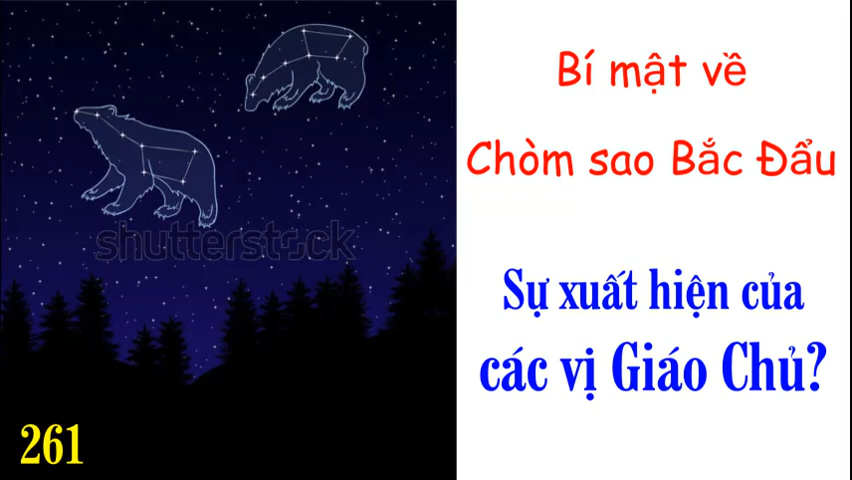 Bí mật về
Chòm sao Bắc Đẩu
Sự xuất hiện của
các vị Giáo Chủ?
shutterstock
261